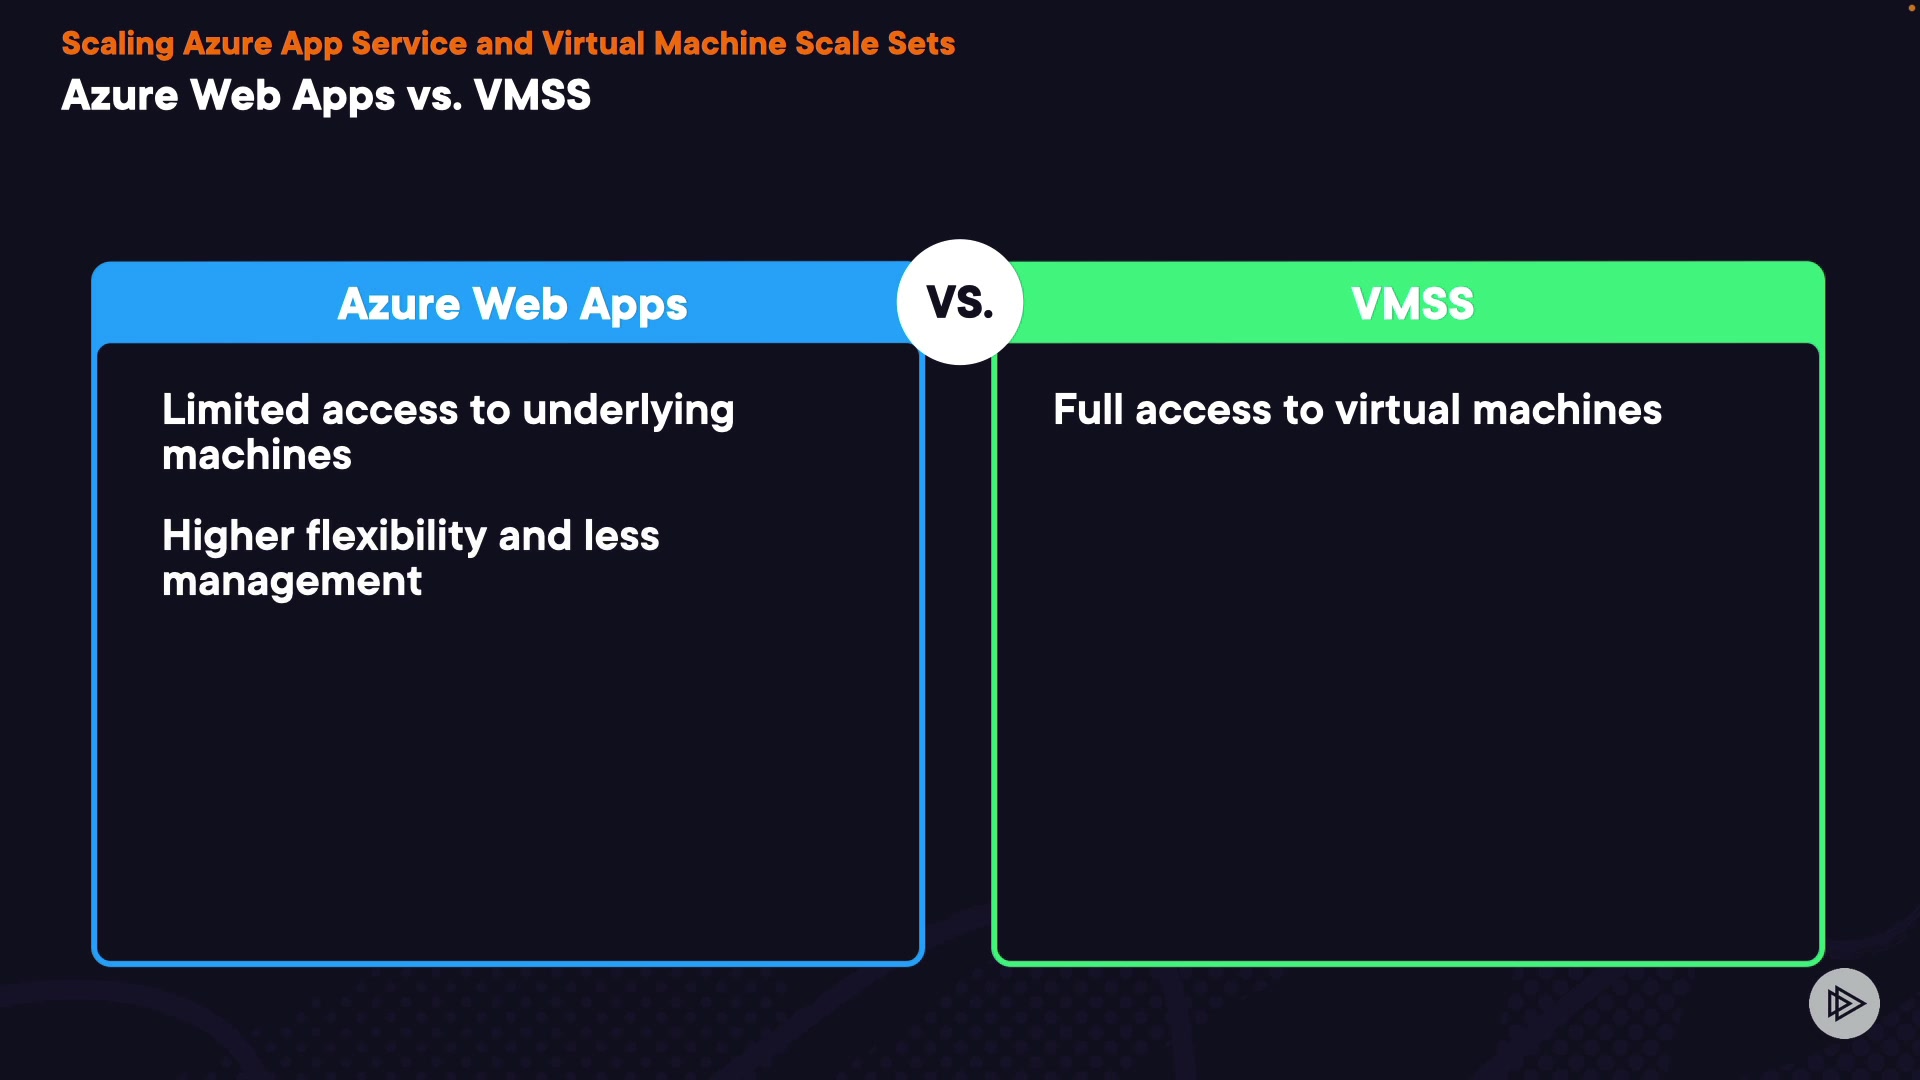 Scaling Azure App Service and Virtual Machine Scale Sets
Azure Web Apps vs. VMSS
Azure Web Apps
VS.
VMSS
Limited access to underlying
machines
Higher flexibility and less
management
Full access to virtual machines